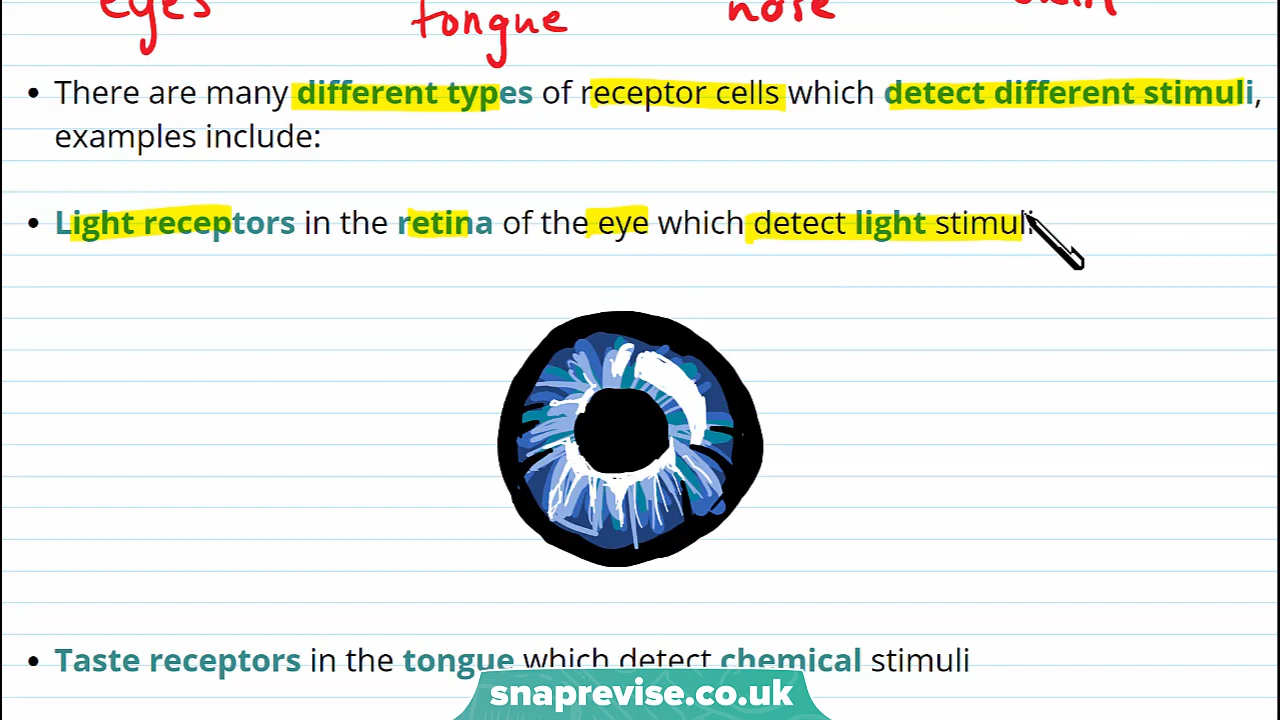 eyes tongue nose
• There are many different types of receptor cells which detect different stimuli,
examples include:
• Light receptors in the retina of the eye which detect light stimuli
• Taste receptors in the tongue which detect chemical stimuli
snaprevise.co.uk